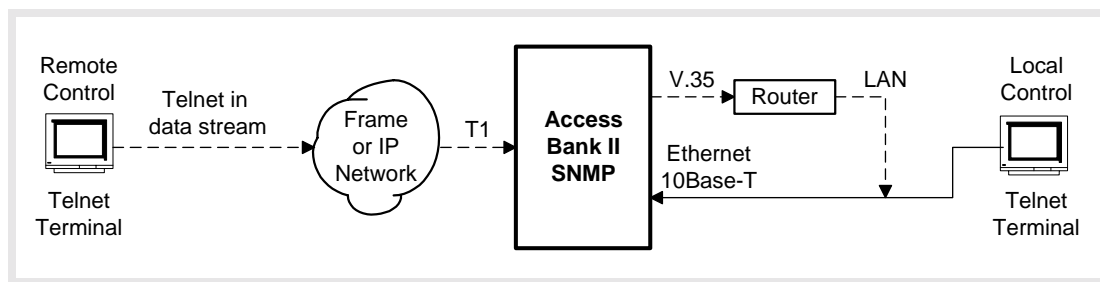 Remote
Control
Telnet
Terminal
Telnet in
data stream
Frame
or IP
Network
T1
Access
Bank II
SNMP
V.35
Router
LAN
Ethernet
10Base-T
Local
Control
Telnet
Terminal